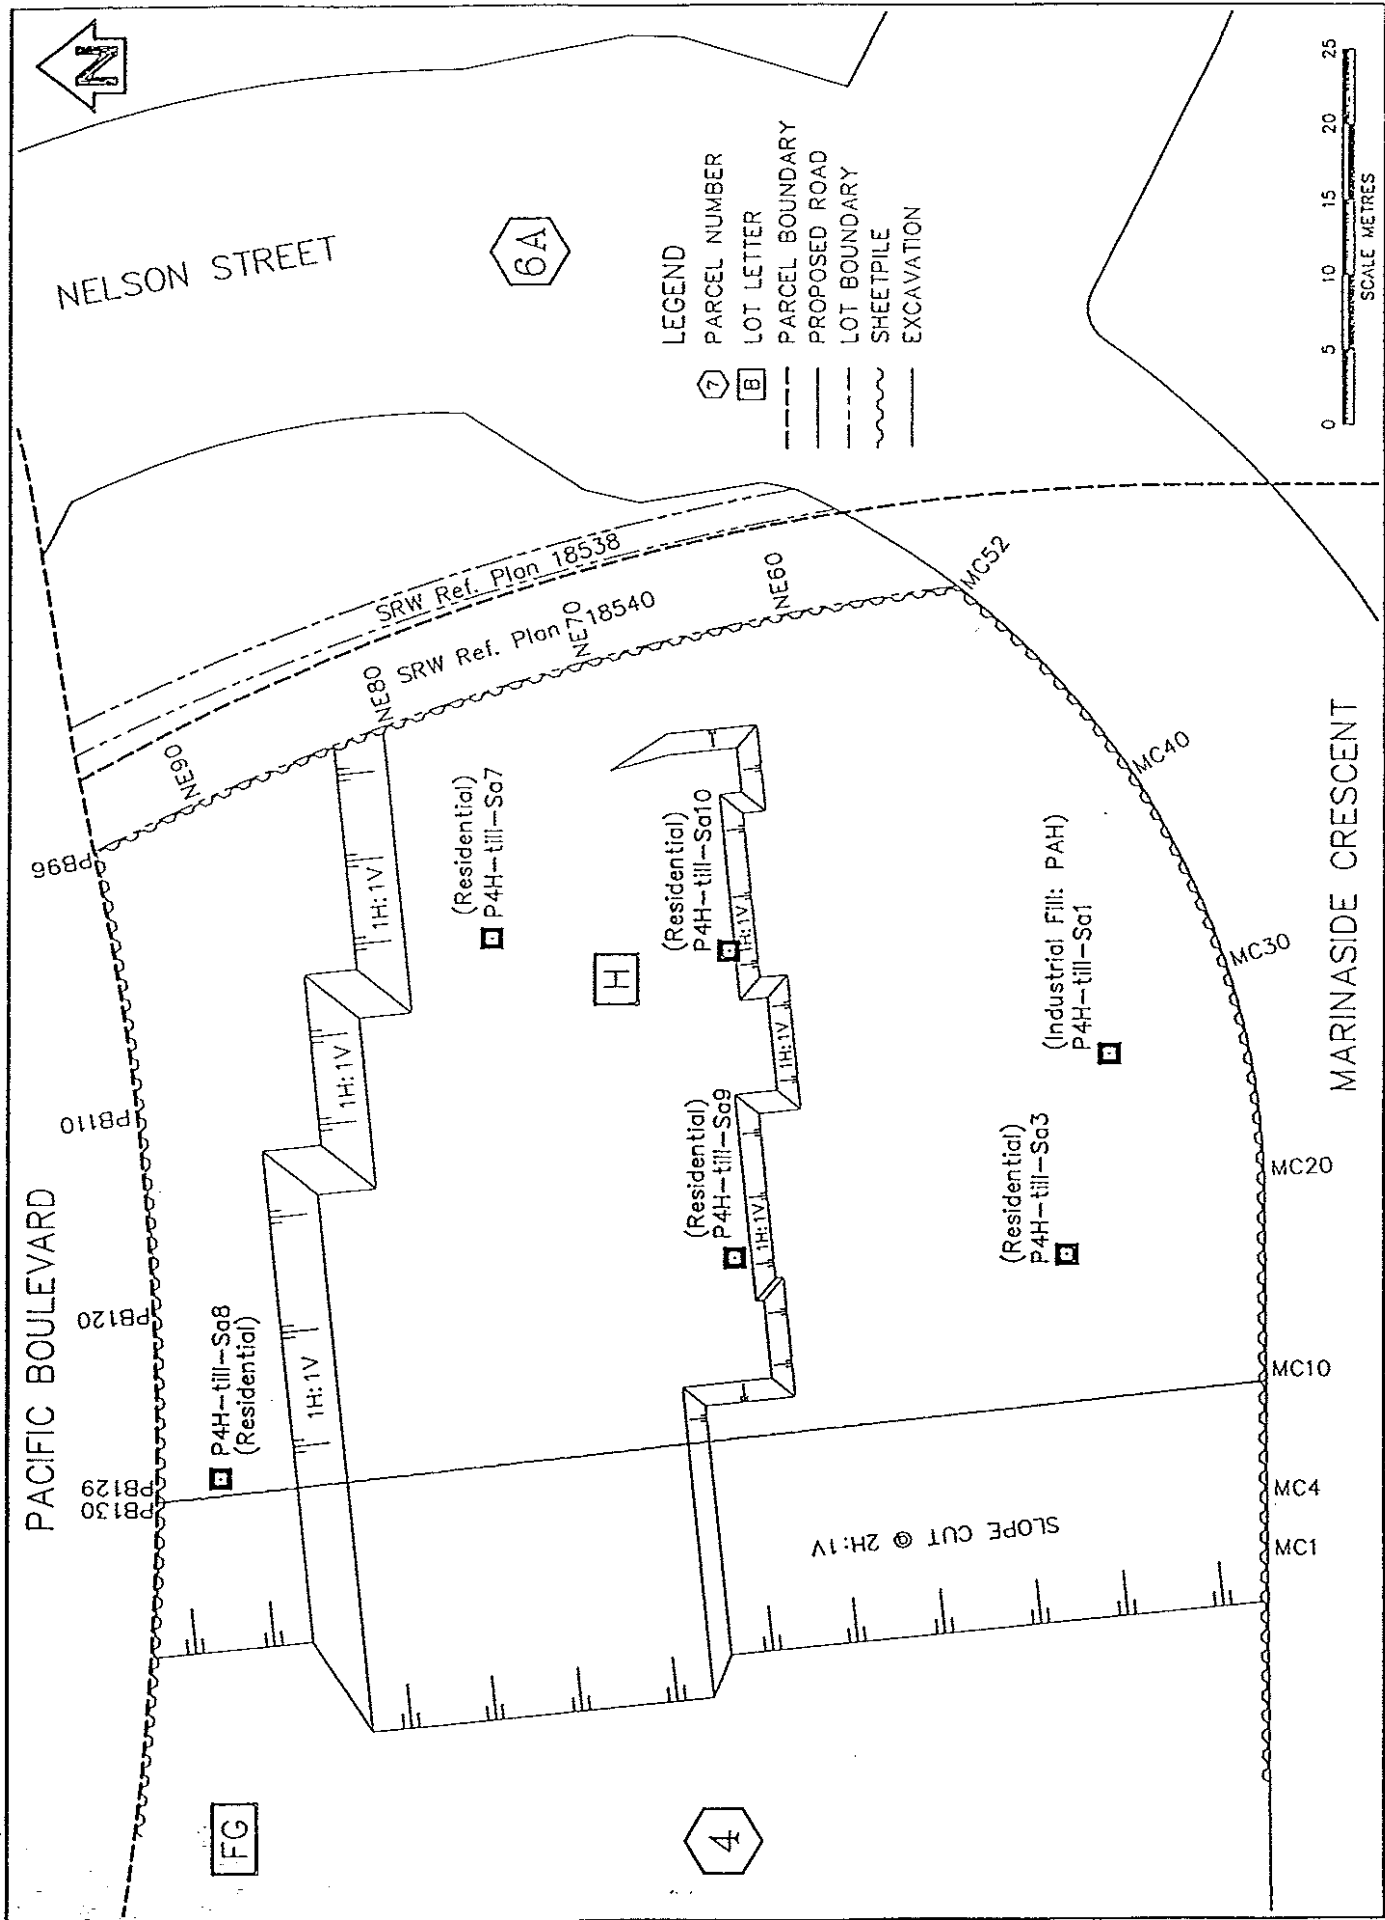 N
PACIFIC BOULEVARD
NELSON STREET
PB130
PB129
PB120
PB110
PB96
NE90
NE80
NE70
NE60
SRW Ref. Plan 18538
SRW Ref. Plan 18540
FG
P4H-till-Sa8
(Residential)
1H:1V
1H:1V
1H:1V
(Residential)
P4H-till-Sa7
H
6A
4
(Residential)
P4H-till-Sa9
(Residential)
P4H-till-Sa10
1H:1V
1H:1V
1H:1V
SLOPE CUT @ 2H:1V
(Residential)
P4H-till-Sa3
(Industrial Fill: PAH)
P4H-till-Sa1
MC1
MC4
MC10
MC20
MC30
MC40
MC52
MARINASIDE CRESCENT
LEGEND
7 PARCEL NUMBER
B LOT LETTER
PARCEL BOUNDARY
PROPOSED ROAD
LOT BOUNDARY
SHEETPILE
EXCAVATION
0 5 10 15 20 25
SCALE METRES